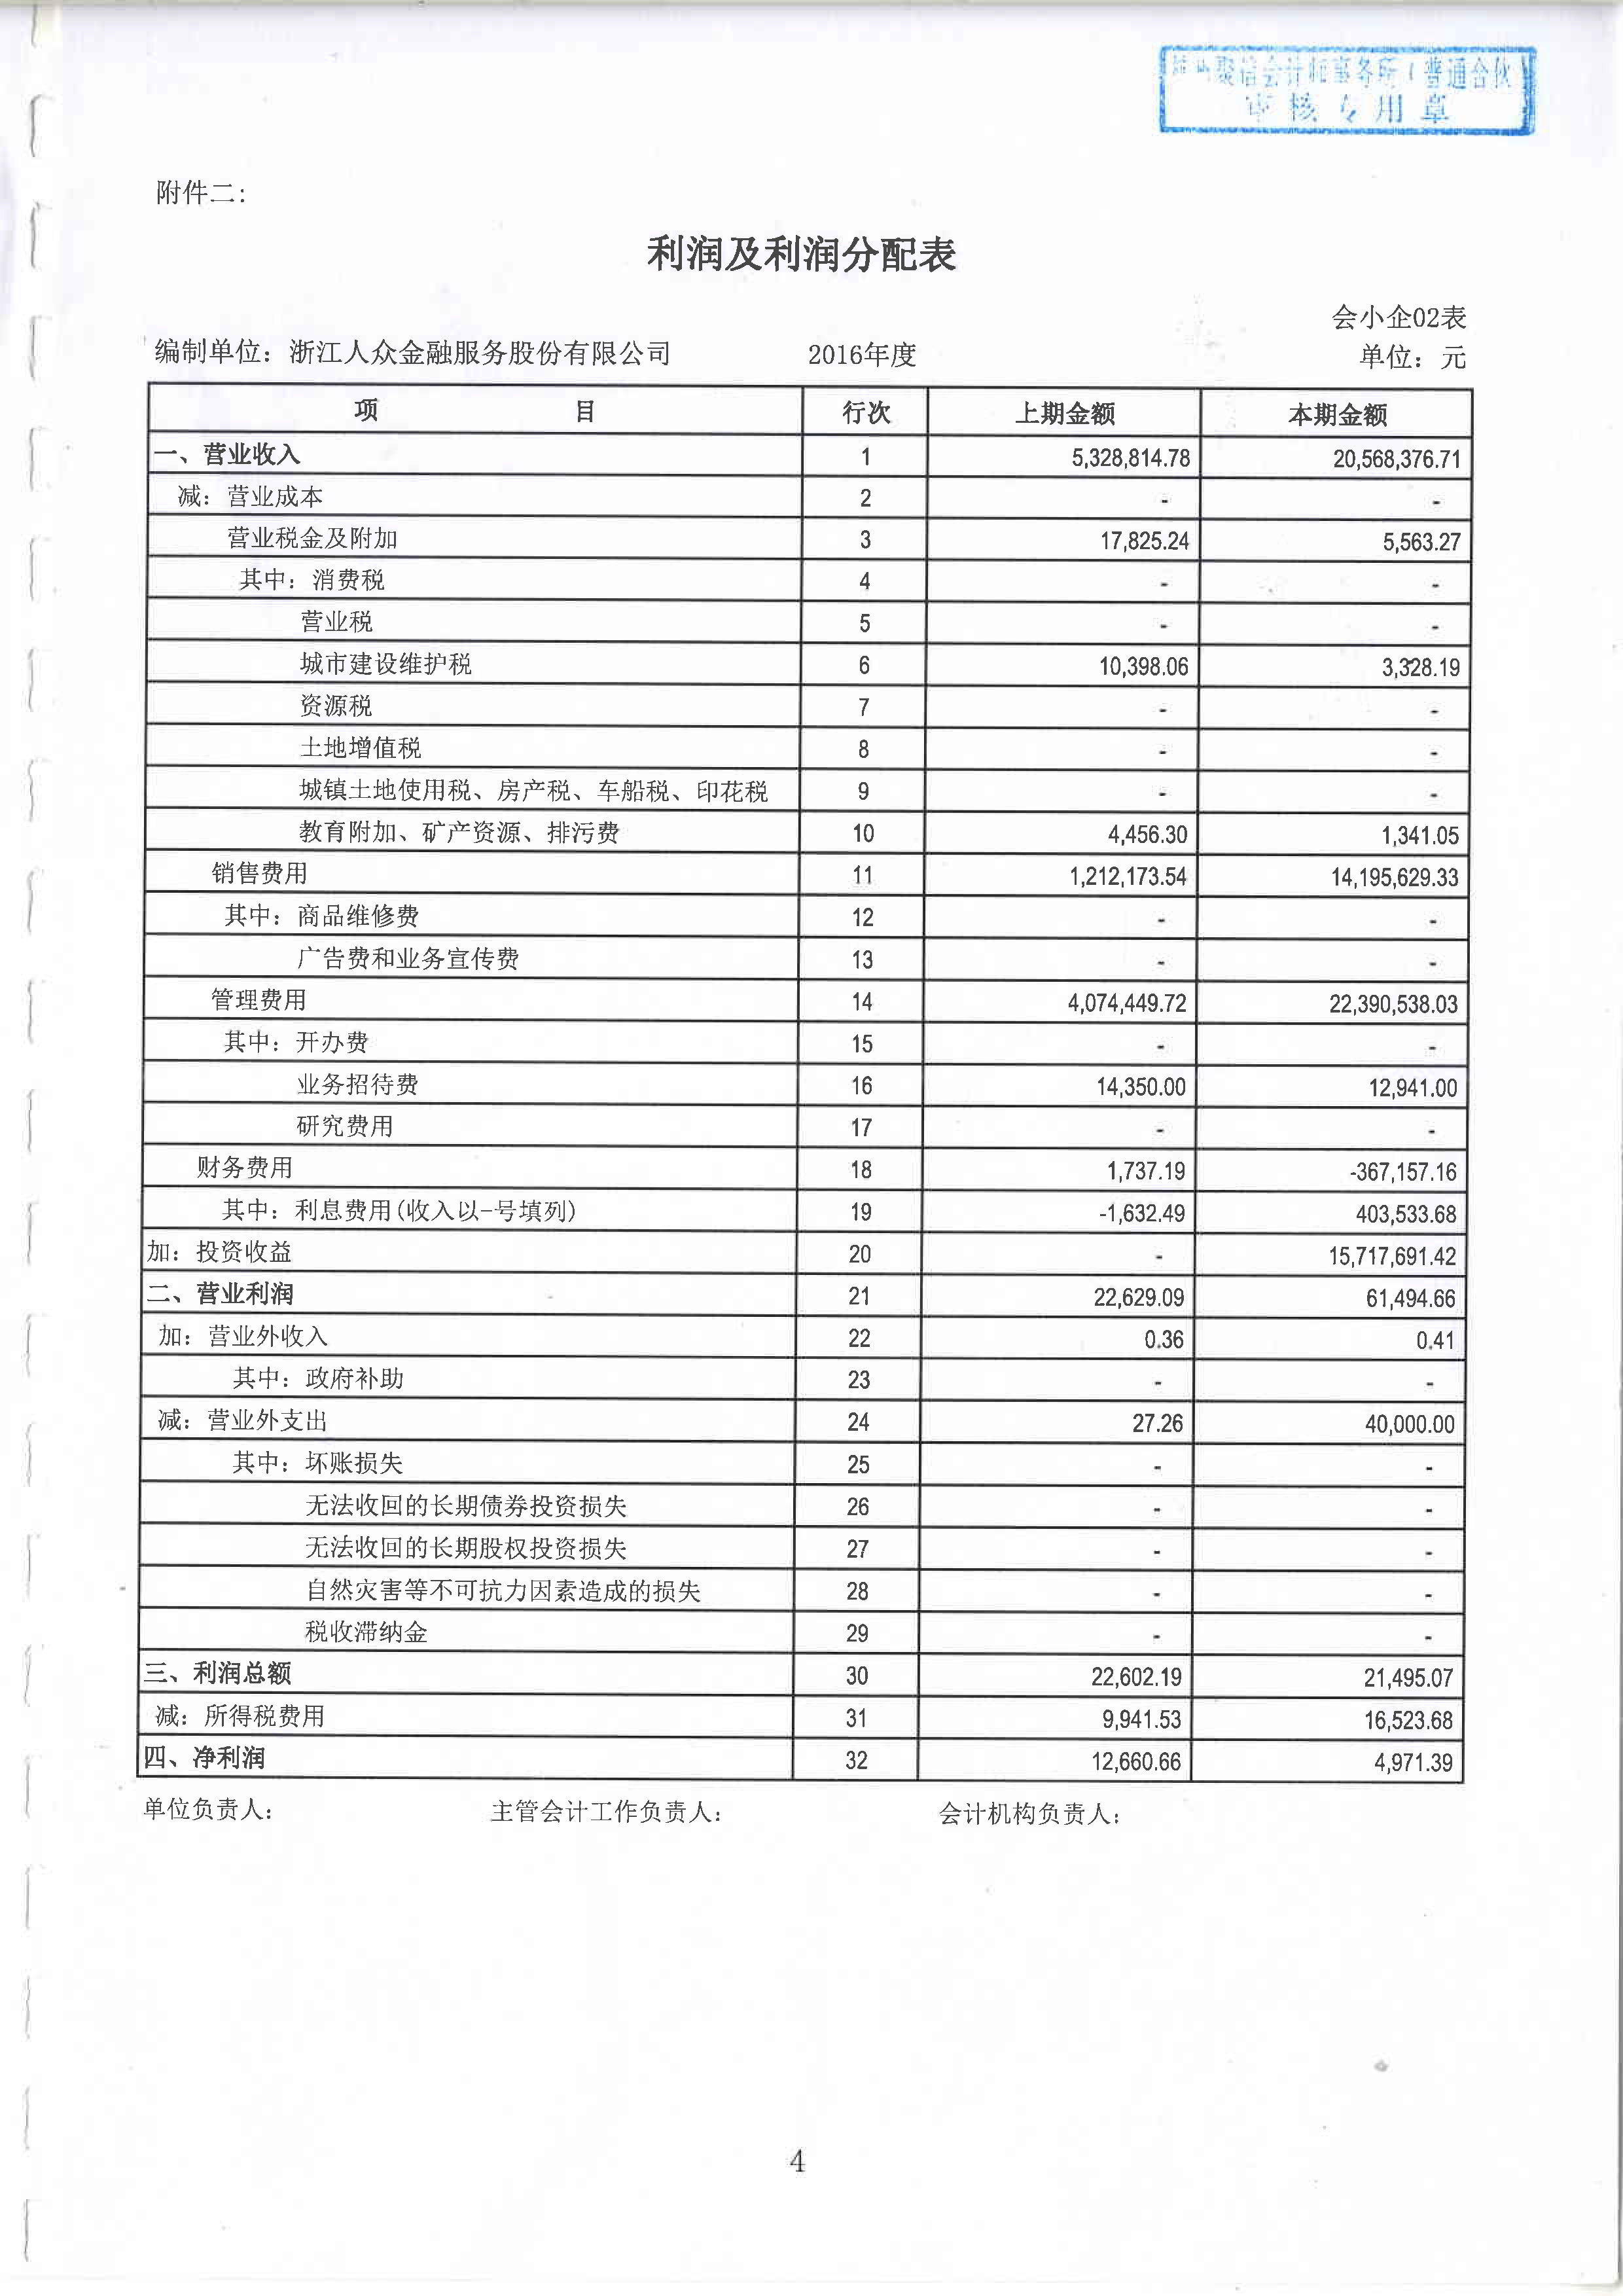 聚信会计师事务所(普通合伙)
审核专用章
附件二:
利润及利润分配表
会小企02表
编制单位：浙江人众金融服务股份有限公司 2016年度 单位：元
项 目 行次 上期金额 本期金额
一、营业收入 1 5,328,814.78 20,568,376.71
减：营业成本 2 - -
营业税金及附加 3 17,825.24 5,563.27
其中：消费税 4 - -
营业税 5 - -
城市建设维护税 6 10,398.06 3,328.19
资源税 7 - -
土地增值税 8 - -
城镇土地使用税、房产税、车船税、印花税 9 - -
教育附加、矿产资源、排污费 10 4,456.30 1,341.05
销售费用 11 1,212,173.54 14,195,629.33
其中：商品维修费 12 - -
广告费和业务宣传费 13 - -
管理费用 14 4,074,449.72 22,390,538.03
其中：开办费 15 - -
业务招待费 16 14,350.00 12,941.00
研究费用 17 - -
财务费用 18 1,737.19 -367,157.16
其中：利息费用(收入以-号填列) 19 -1,632.49 403,533.68
加：投资收益 20 - 15,717,691.42
二、营业利润 21 22,629.09 61,494.66
加：营业外收入 22 0.36 0.41
其中：政府补助 23 - -
减：营业外支出 24 27.26 40,000.00
其中：坏账损失 25 - -
无法收回的长期债券投资损失 26 - -
无法收回的长期股权投资损失 27 - -
自然灾害等不可抗力因素造成的损失 28 - -
税收滞纳金 29 - -
三、利润总额 30 22,602.19 21,495.07
减：所得税费用 31 9,941.53 16,523.68
四、净利润 32 12,660.66 4,971.39
单位负责人: 主管会计工作负责人: 会计机构负责人:
4